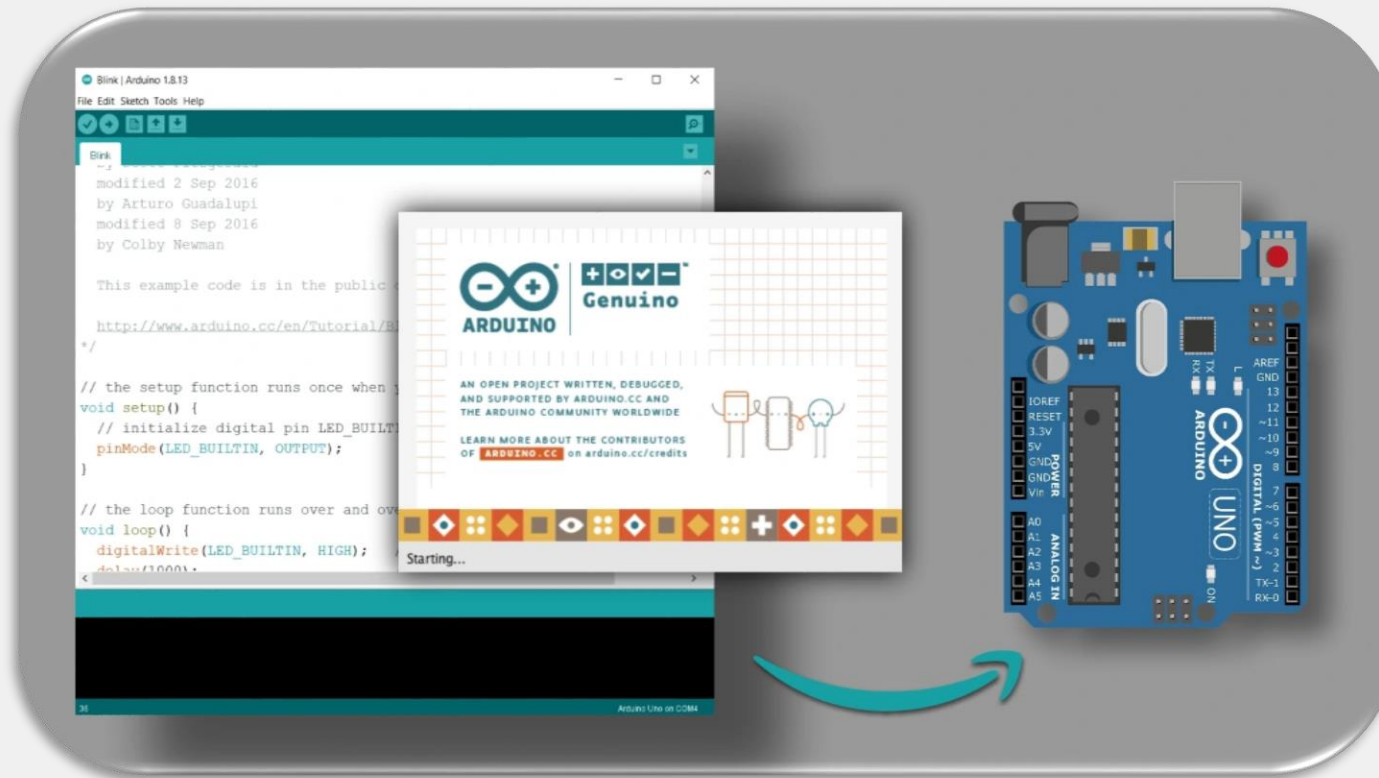 Blink | Arduino 1.8.13
File Edit Sketch Tools Help
Blink
modified 2 Sep 2016
by Arturo Guadalupi
modified 8 Sep 2016
by Colby Newman
This example code is in the public
http://www.arduino.cc/en/Tutorial/Bl
*/
// the setup function runs once when
void setup() {
// initialize digital pin LED_BUILT
pinMode(LED_BUILTIN, OUTPUT);
}
// the loop function runs over and
void loop() {
digitalWrite(LED_BUILTIN, HIGH);
delay(1000);
38
Arduino Uno on COM4
ARDUINO
Genuino
AN OPEN PROJECT WRITTEN, DEBUGGED,
AND SUPPORTED BY ARDUINO.CC AND
THE ARDUINO COMMUNITY WORLDWIDE
LEARN MORE ABOUT THE CONTRIBUTORS
OF ARDUINO.CC on arduino.cc/credits
Starting...
IOREF
RESET
3.3V
5V
GND
GND
Vin
POWER
A0
A1
A2
A3
A4
A5
ANALOG IN
RX
TX
L
ARDUINO
UNO
ON
AREF
GND
13
12
~11
~10
~9
8
7
~6
~5
4
~3
2
TX-1
RX-0
DIGITAL (PWM ~)